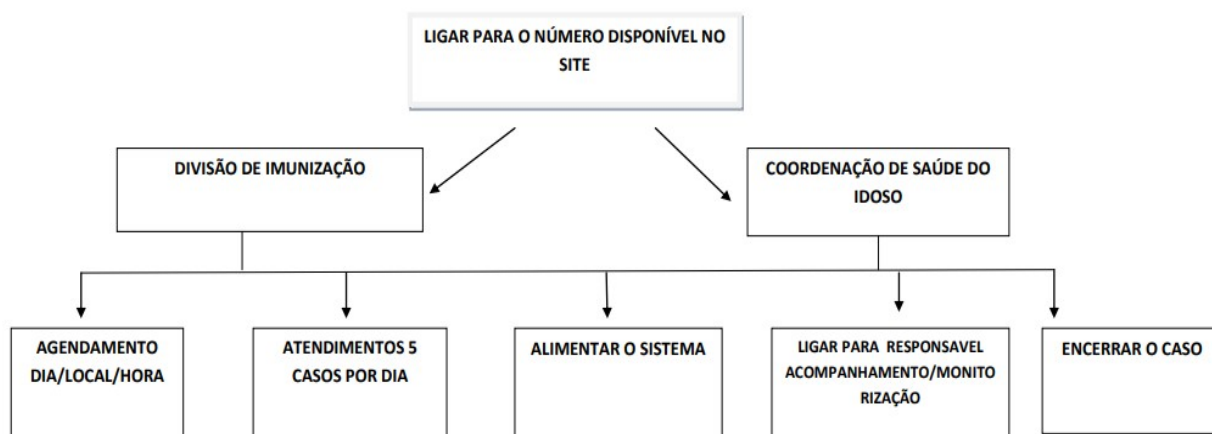 LIGAR PARA O NÚMERO DISPONÍVEL NO
SITE
DIVISÃO DE IMUNIZAÇÃO
COORDENAÇÃO DE SAÚDE DO
IDOSO
AGENDAMENTO
DIA/LOCAL/HORA
ATENDIMENTOS 5
CASOS POR DIA
ALIMENTAR O SISTEMA
LIGAR PARA RESPONSAVEL
ACOMPANHAMENTO/MONITO
RIZAÇÃO
ENCERRAR O CASO